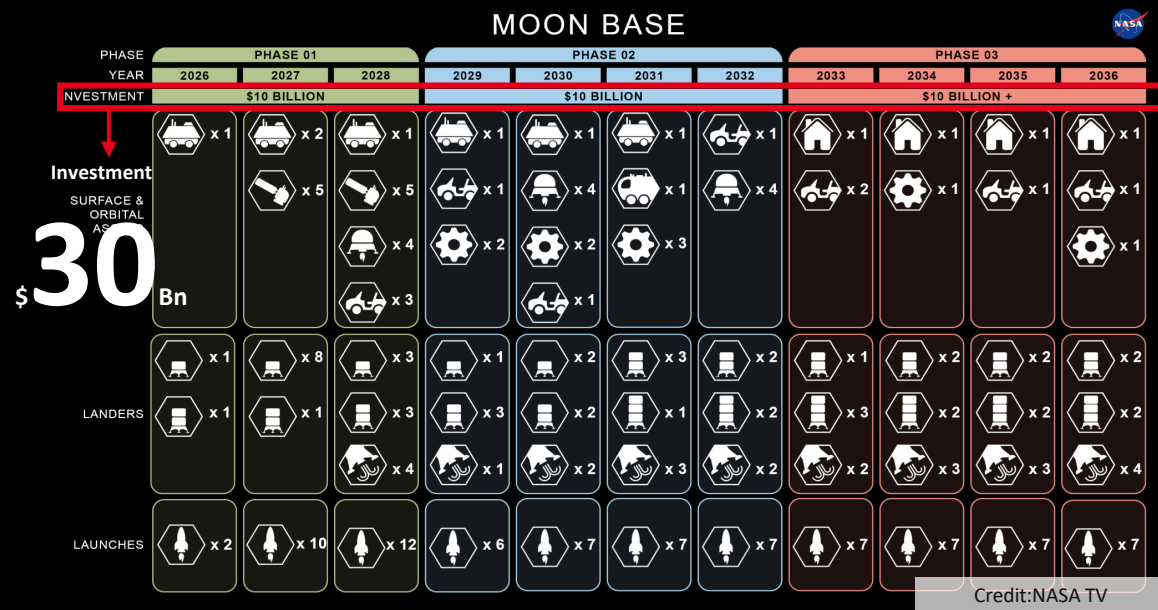 MOON BASE
NASA
PHASE PHASE 01 PHASE 02 PHASE 03
YEAR 2026 2027 2028 2029 2030 2031 2032 2033 2034 2035 2036
NVESTMENT $10 BILLION $10 BILLION $10 BILLION +
x 1 x 2 x 1 x 1 x 1 x 1 x 1 x 1 x 1 x 1 x 1
Investment
x 5 x 5 x 1 x 4 x 1 x 4 x 2 x 1 x 1 x 1
SURFACE &
ORBITAL
AS
x 4 x 2 x 2 x 3 x 1
$30 Bn
x 3 x 1
x 1 x 8 x 3 x 1 x 2 x 3 x 2 x 1 x 2 x 2 x 2
LANDERS x 1 x 1 x 3 x 3 x 2 x 1 x 2 x 3 x 2 x 2 x 2
x 4 x 1 x 2 x 3 x 2 x 2 x 3 x 3 x 4
LAUNCHES x 2 x 10 x 12 x 6 x 7 x 7 x 7 x 7 x 7 x 7 x 7
Credit:NASA TV